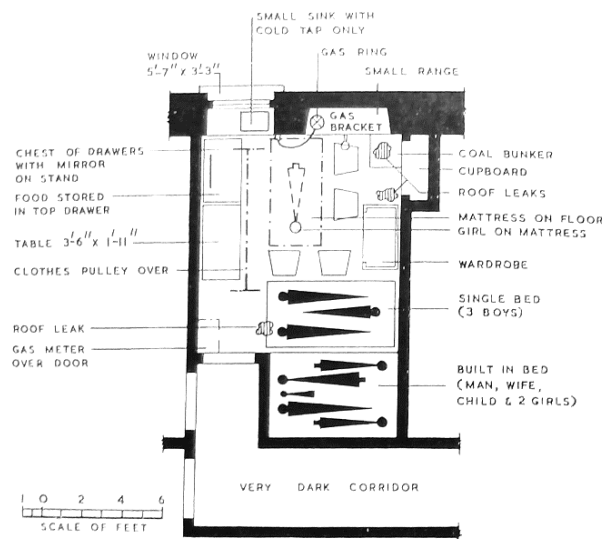 SMALL SINK WITH
COLD TAP ONLY
GAS RING
WINDOW
5'-7" X 3'-3"
SMALL RANGE
GAS
BRACKET
CHEST OF DRAWERS
WITH MIRROR
ON STAND
FOOD STORED
IN TOP DRAWER
TABLE 3'-6" X 1'-11"
CLOTHES PULLEY OVER
ROOF LEAK
GAS METER
OVER DOOR
COAL BUNKER
CUPBOARD
ROOF LEAKS
MATTRESS ON FLOOR
GIRL ON MATTRESS
WARDROBE
SINGLE BED
(3 BOYS)
BUILT IN BED
(MAN, WIFE,
CHILD & 2 GIRLS)
VERY DARK CORRIDOR
1 0 2 4 6
SCALE OF FEET